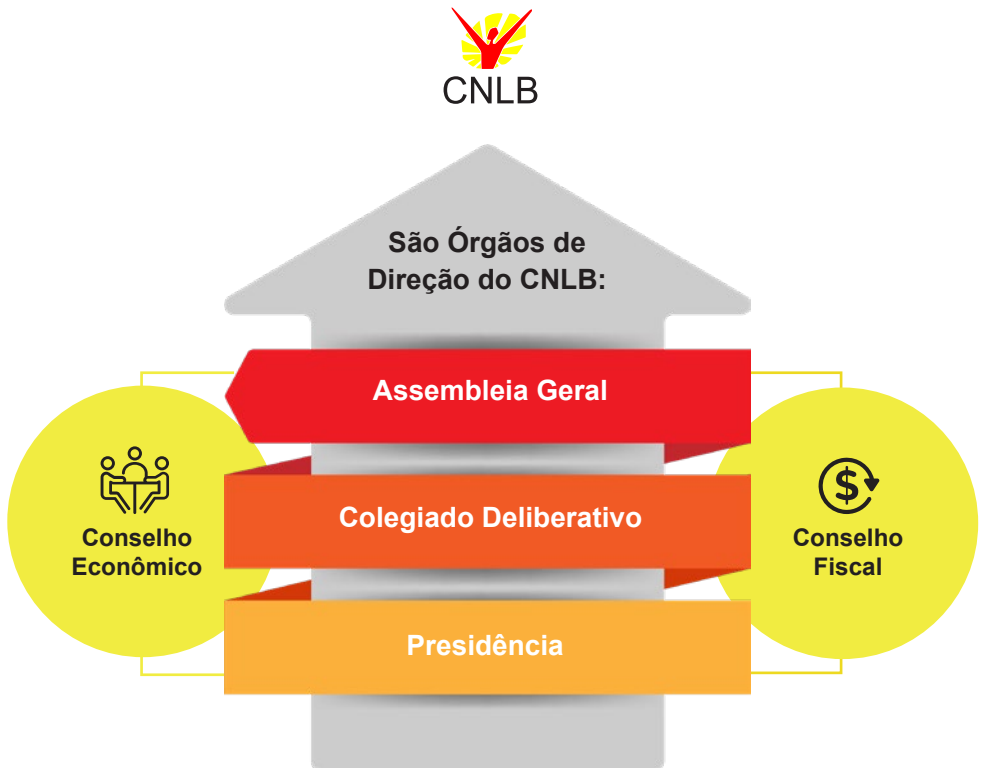 CNLB
São Órgãos de
Direção do CNLB:
Assembleia Geral
Colegiado Deliberativo
Presidência
Conselho
Econômico
Conselho
Fiscal